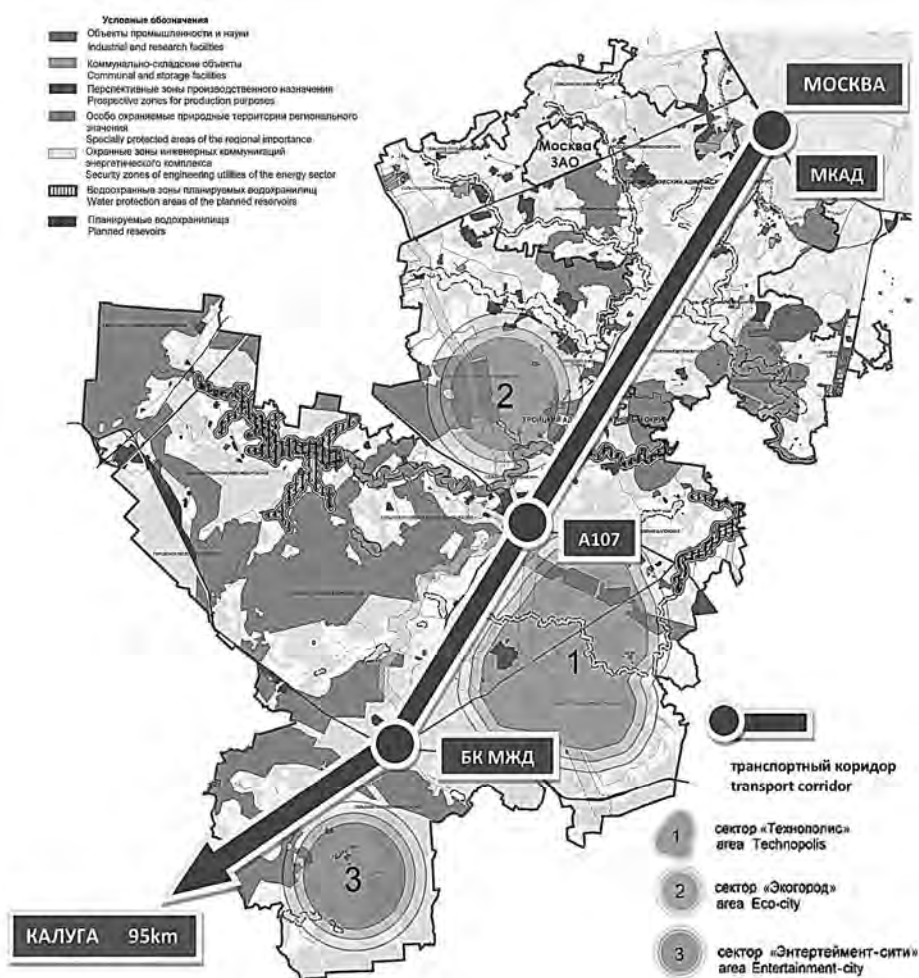 Условные обозначения
Объекты промышленности и науки
Industrial and research facilities
Коммунально-складские объекты
Communal and storage facilities
Перспективные зоны производственного назначения
Prospective zones for production purposes
Особо охраняемые природные территории регионального
значения
Specially protected areas of the regional importance
Охранные зоны инженерных коммуникаций
энергетического комплекса
Security zones of engineering utilities of the energy sector
Водоохранные зоны планируемых водохранилищ
Water protection areas of the planned reservoirs
Планируемые водохранилища
Planned resevoirs
МОСКВА
МКАД
Москва
ЗАО
2
А107
1
БК МЖД
3
КАЛУГА 95km
транспортный коридор
transport corridor
1
сектор «Технополис»
area Technopolis
2
сектор «Экогород»
area Eco-city
3
сектор «Энтертеймент-сити»
area Entertainment-city